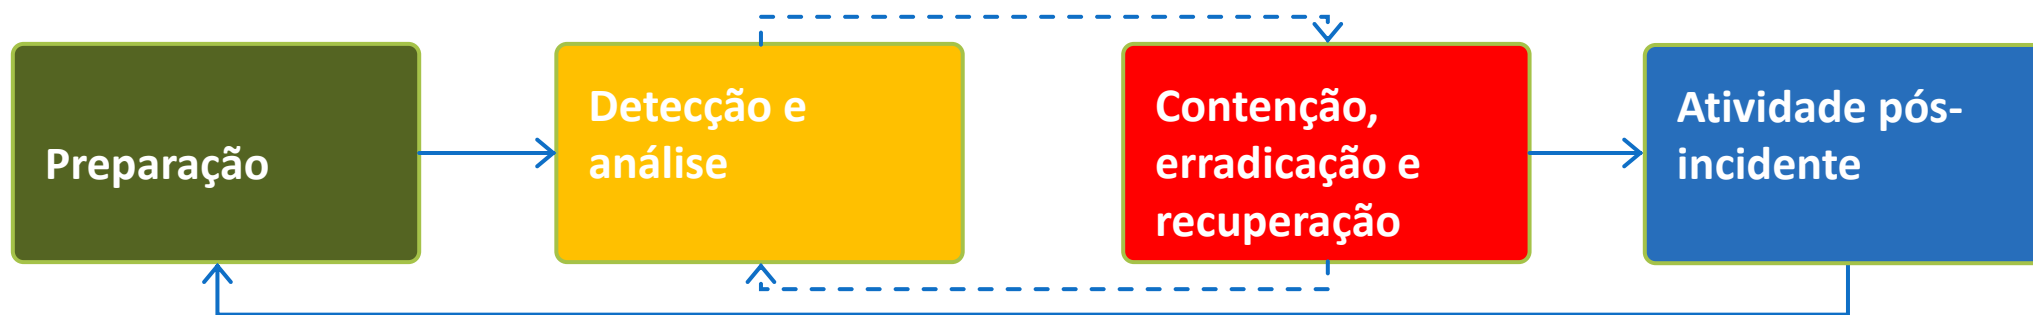 Preparação
Detecção e
análise
Contenção,
erradicação e
recuperação
Atividade pós-
incidente